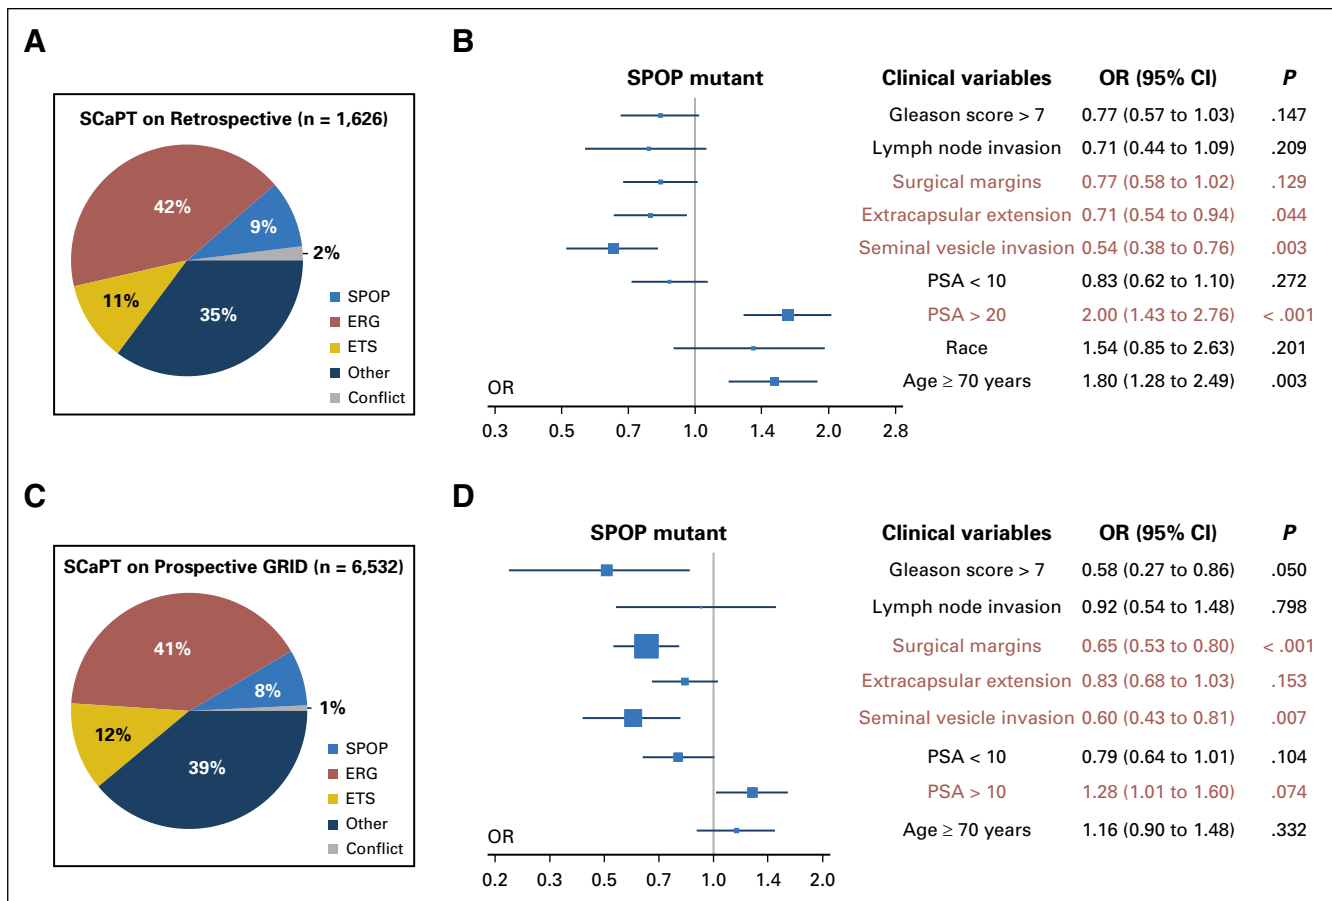 A
SCaPT on Retrospective (n = 1,626)
42%
9%
2%
11%
35%
SPOP
ERG
ETS
Other
Conflict
B
SPOP mutant Clinical variables OR (95% CI) P
Gleason score > 7 0.77 (0.57 to 1.03) .147
Lymph node invasion 0.71 (0.44 to 1.09) .209
Surgical margins 0.77 (0.58 to 1.02) .129
Extracapsular extension 0.71 (0.54 to 0.94) .044
Seminal vesicle invasion 0.54 (0.38 to 0.76) .003
PSA < 10 0.83 (0.62 to 1.10) .272
PSA > 20 2.00 (1.43 to 2.76) < .001
Race 1.54 (0.85 to 2.63) .201
OR Age ≥ 70 years 1.80 (1.28 to 2.49) .003
0.3 0.5 0.7 1.0 1.4 2.0 2.8
C
SCaPT on Prospective GRID (n = 6,532)
41%
8%
1%
12%
39%
SPOP
ERG
ETS
Other
Conflict
D
SPOP mutant Clinical variables OR (95% CI) P
Gleason score > 7 0.58 (0.27 to 0.86) .050
Lymph node invasion 0.92 (0.54 to 1.48) .798
Surgical margins 0.65 (0.53 to 0.80) < .001
Extracapsular extension 0.83 (0.68 to 1.03) .153
Seminal vesicle invasion 0.60 (0.43 to 0.81) .007
PSA < 10 0.79 (0.64 to 1.01) .104
PSA > 10 1.28 (1.01 to 1.60) .074
OR Age ≥ 70 years 1.16 (0.90 to 1.48) .332
0.2 0.3 0.5 0.7 1.0 1.4 2.0